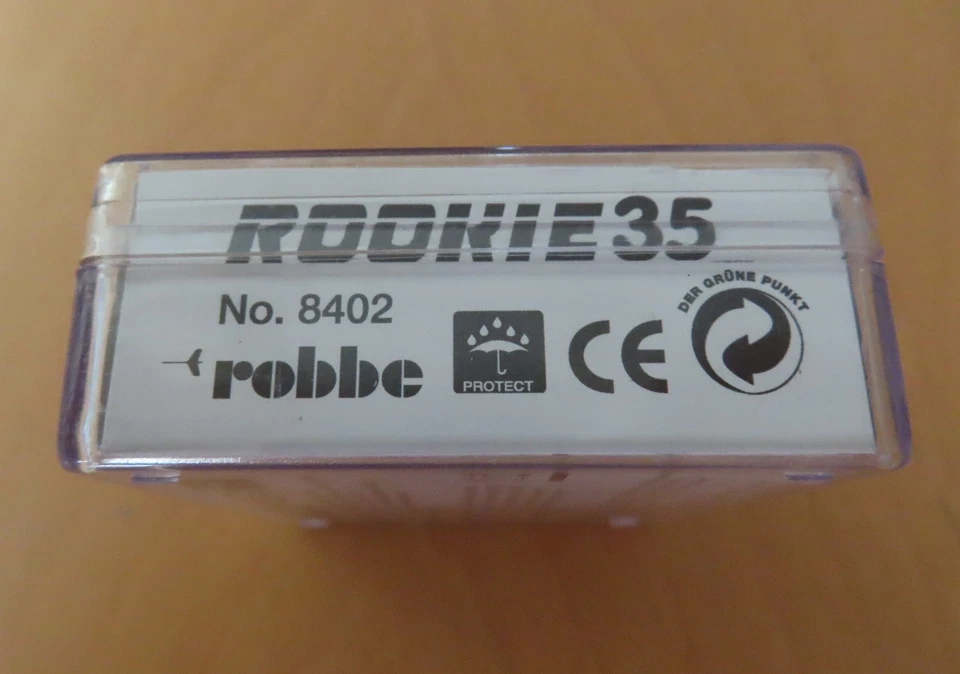 ROOKIE 35
No. 8402
robbe
PROTECT
CE
DER GRÜNE PUNKT